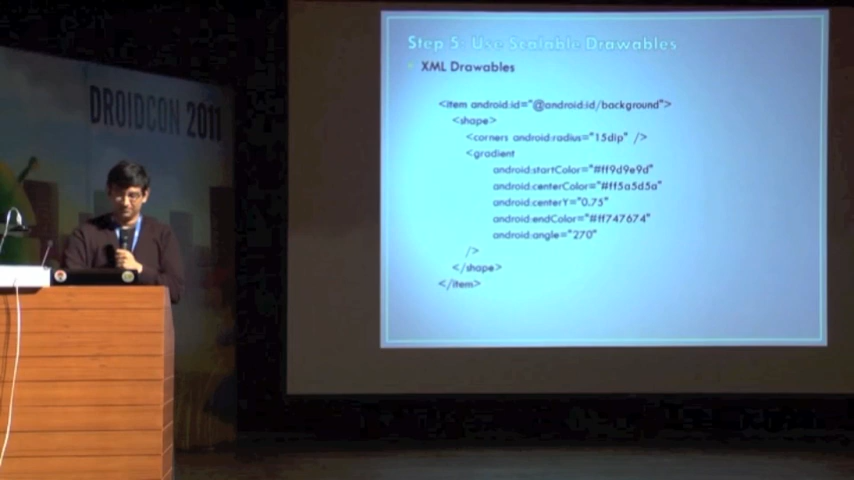 DROIDCON 2011
Step 5: Use Scalable Drawables
XML Drawables
<item android:id="@android:id/background">
<shape>
<corners android:radius="15dip" />
<gradient
android:startColor="#ff9d9e9d"
android:centerColor="#ff5a5d5a"
android:centerY="0.75"
android:endColor="#ff747674"
android:angle="270"
/>
</shape>
</item>